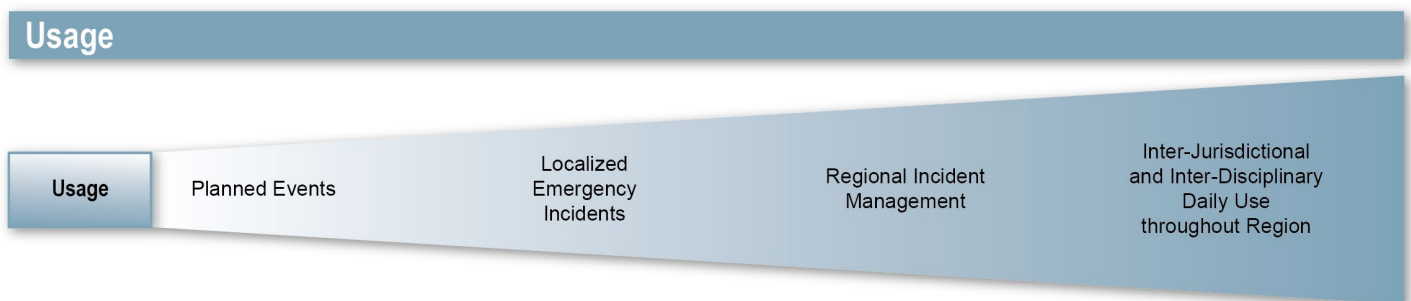 Usage
Usage
Planned Events
Localized
Emergency
Incidents
Regional Incident
Management
Inter-Jurisdictional
and Inter-Disciplinary
Daily Use
throughout Region